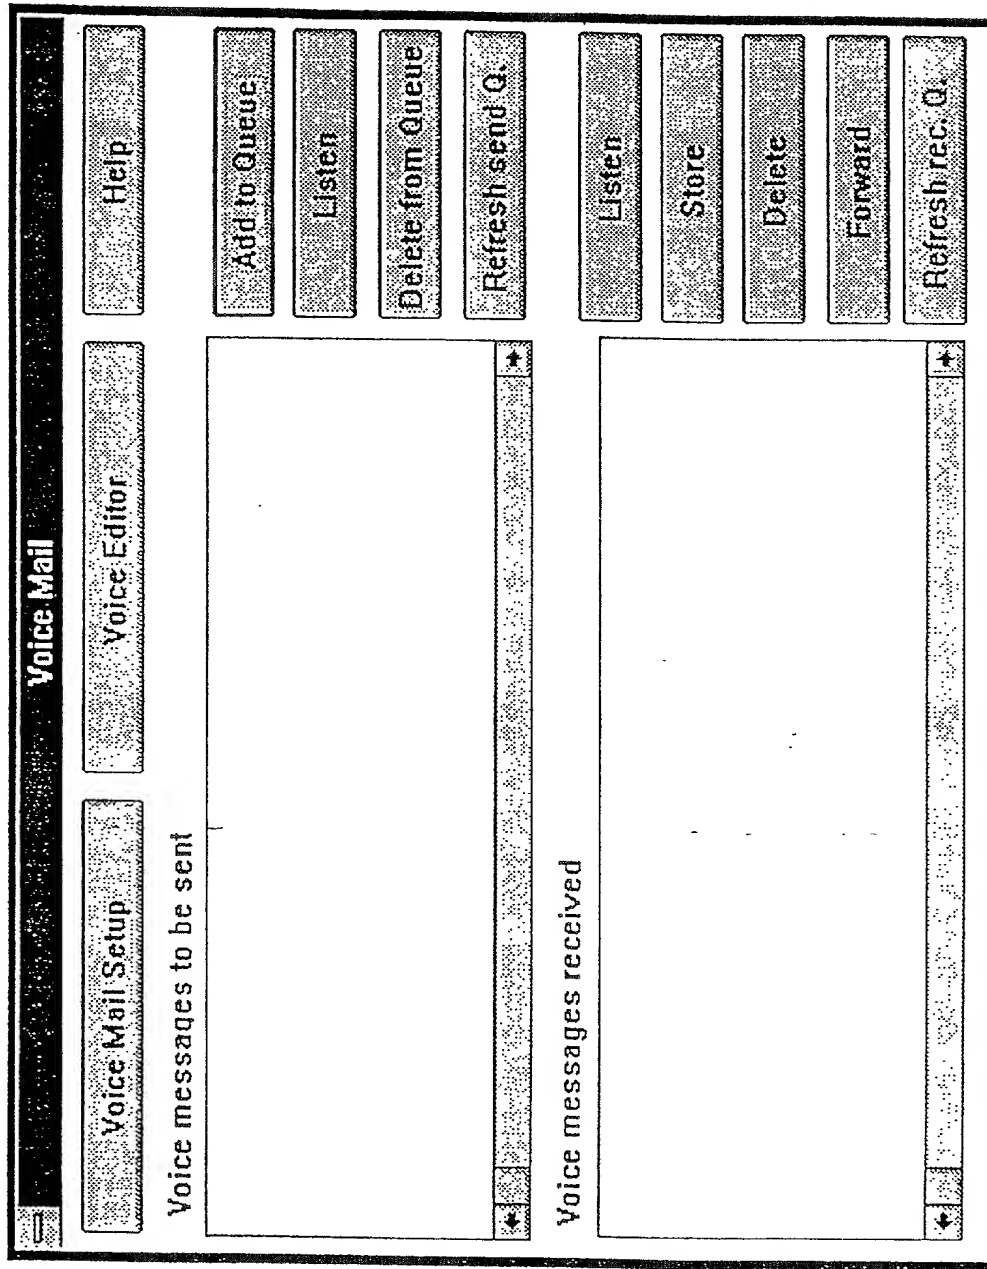 Voice Mail
Voice Mail Setup
Voice Editor
Help
Voice messages to be sent
Add to Queue
Listen
Delete from Queue
Refresh send Q.
Voice messages received
Listen
Store
Delete
Forward
Refresh rec. Q.